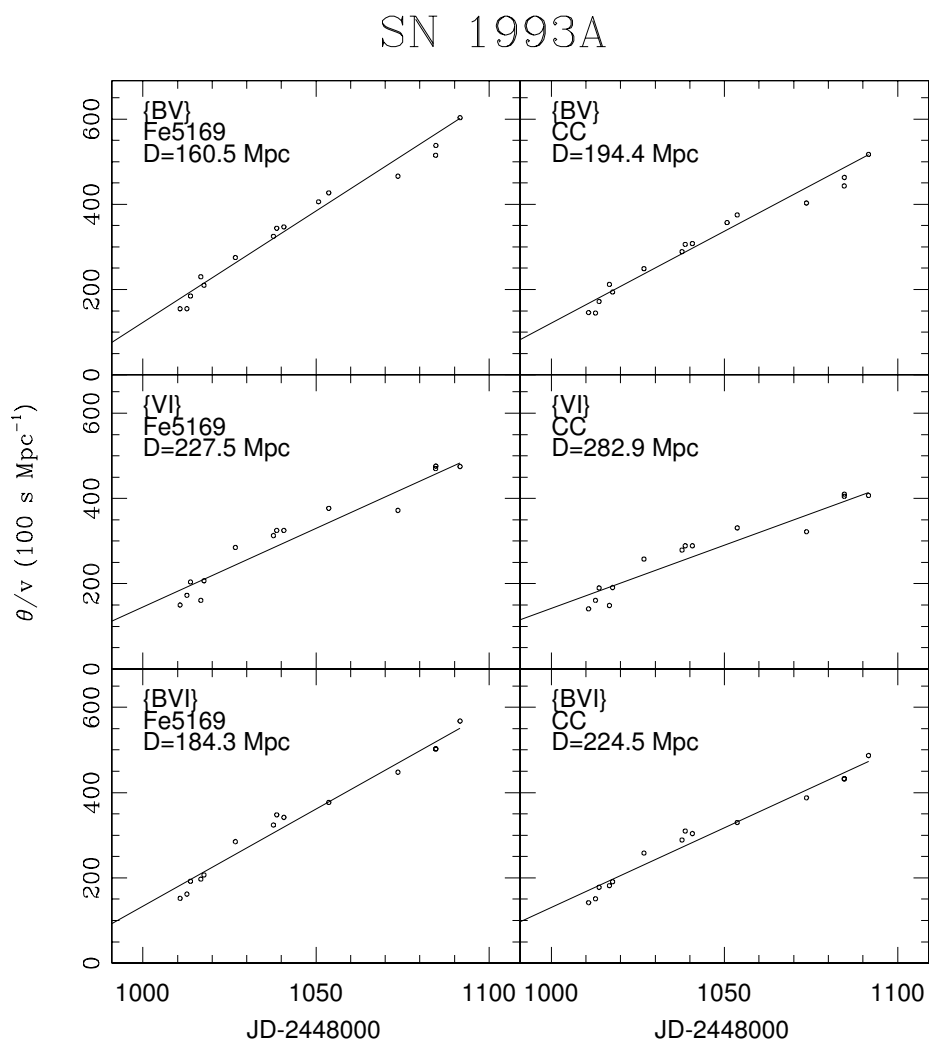 SN 1993A
{BV}
Fe5169
D=160.5 Mpc
{BV}
CC
D=194.4 Mpc
600
400
200
0
{VI}
Fe5169
D=227.5 Mpc
{VI}
CC
D=282.9 Mpc
600
400
200
0
θ/v (100 s Mpc⁻¹)
{BVI}
Fe5169
D=184.3 Mpc
{BVI}
CC
D=224.5 Mpc
600
400
200
0
1000 1050 1100 1000 1050 1100
JD-2448000 JD-2448000